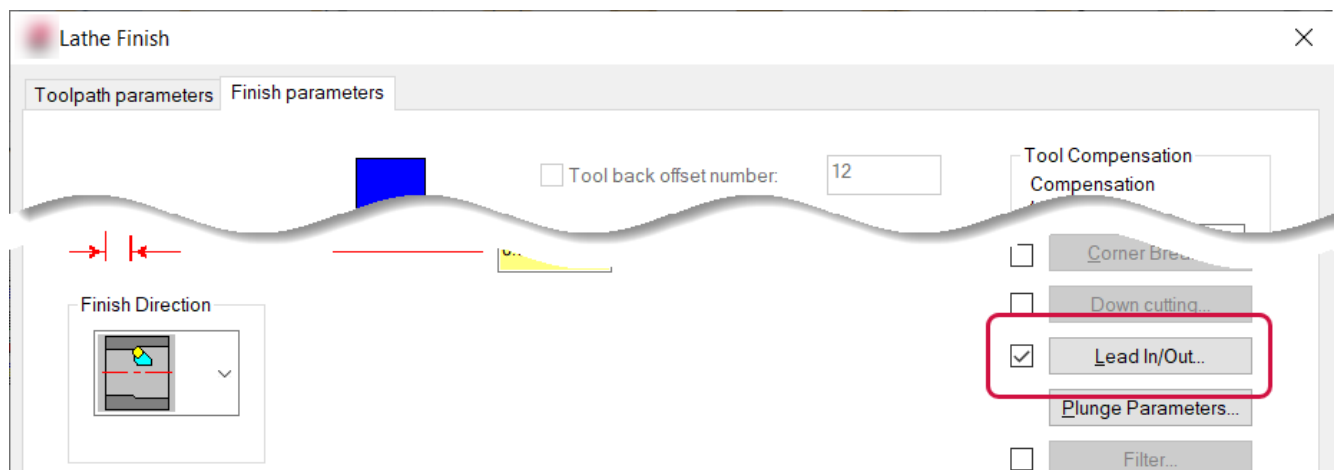 Lathe Finish
Toolpath parameters
Finish parameters
Tool back offset number:
12
Tool Compensation
Compensation
Corner
Down cutting...
Finish Direction
Lead In/Out...
Plunge Parameters...
Filter...